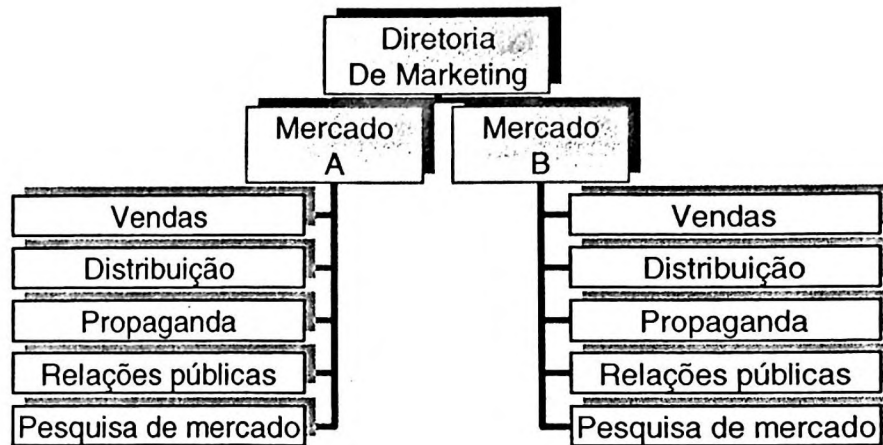 Diretoria
De Marketing
Mercado
A
Mercado
B
Vendas
Distribuição
Propaganda
Relações públicas
Pesquisa de mercado
Vendas
Distribuição
Propaganda
Relações públicas
Pesquisa de mercado